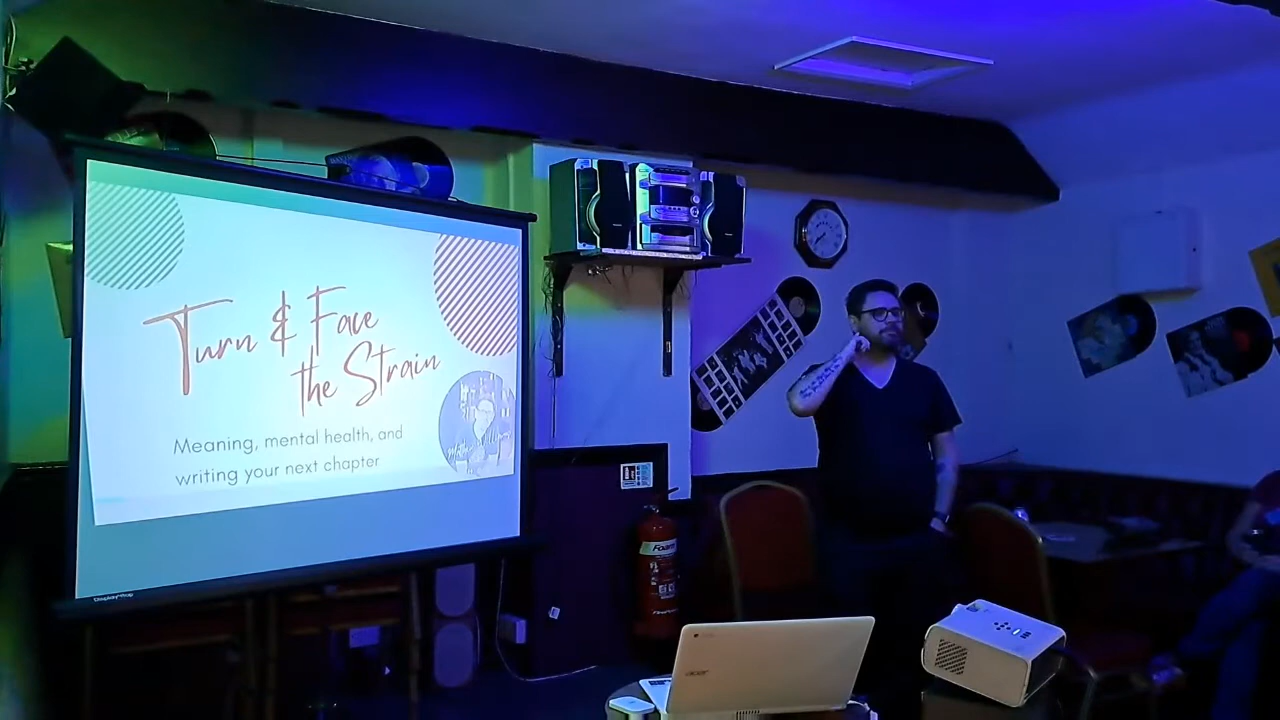 Turn & Face
the Strain
Meaning, mental health, and
writing your next chapter
Foam
acer